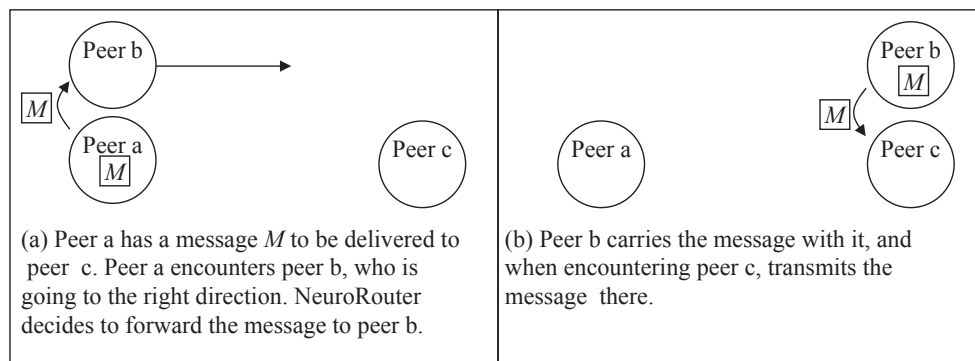 Peer b
M
Peer a
M
Peer c
(a) Peer a has a message M to be delivered to
peer c. Peer a encounters peer b, who is
going to the right direction. NeuroRouter
decides to forward the message to peer b.
Peer b
M
M
Peer a
Peer c
(b) Peer b carries the message with it, and
when encountering peer c, transmits the
message there.